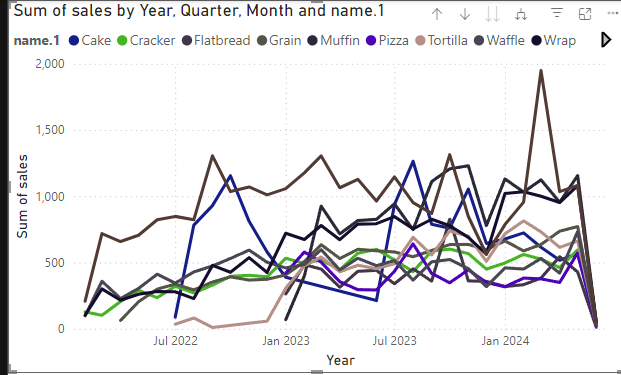 Sum of sales by Year, Quarter, Month and name.1
name.1 Cake Cracker Flatbread Grain Muffin Pizza Tortilla Waffle Wrap
2,000
1,500
1,000
500
0
Sum of sales
Jul 2022 Jan 2023 Jul 2023 Jan 2024
Year